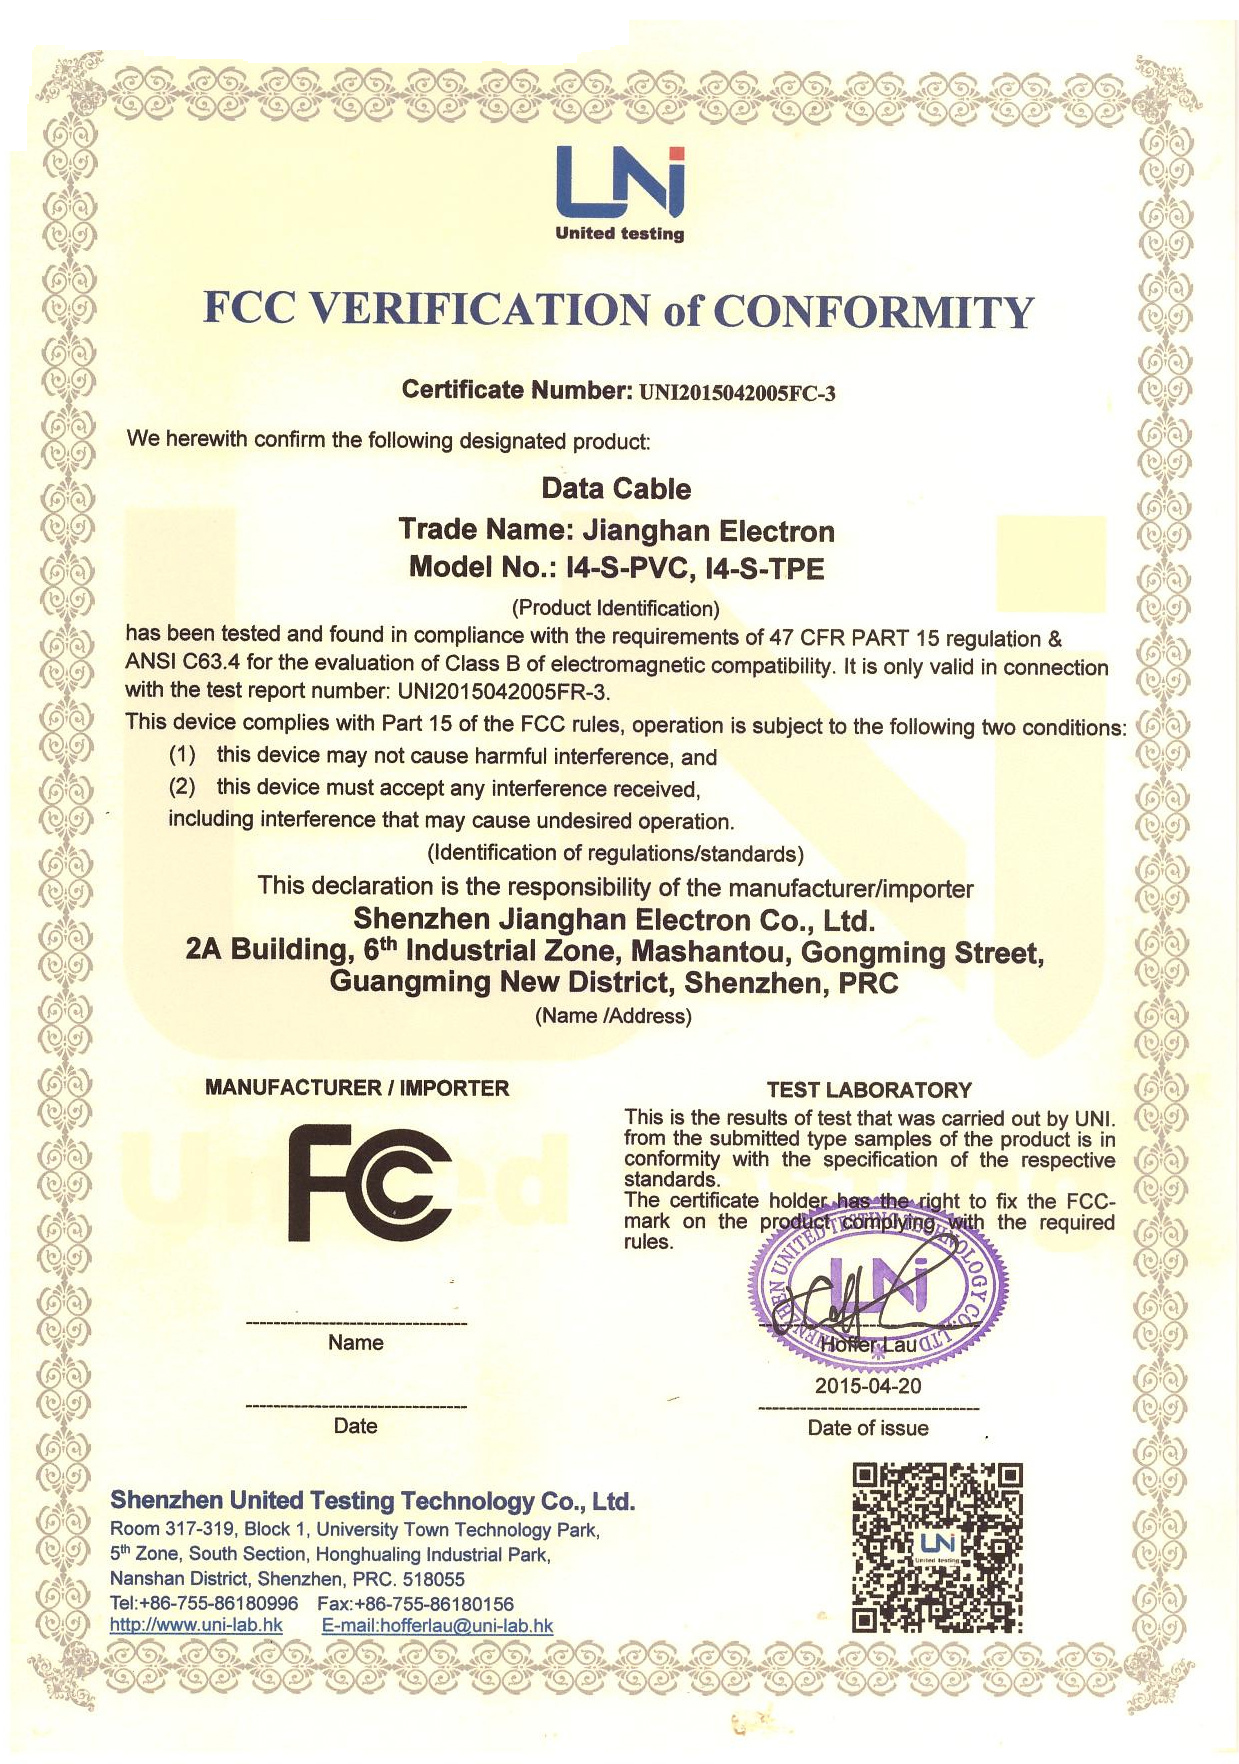 LNi
United testing
FCC VERIFICATION of CONFORMITY
Certificate Number: UNI2015042005FC-3
We herewith confirm the following designated product:
Data Cable
Trade Name: Jianghan Electron
Model No.: I4-S-PVC, I4-S-TPE
(Product Identification)
has been tested and found in compliance with the requirements of 47 CFR PART 15 regulation &
ANSI C63.4 for the evaluation of Class B of electromagnetic compatibility. It is only valid in connection
with the test report number: UNI2015042005FR-3.
This device complies with Part 15 of the FCC rules, operation is subject to the following two conditions:
(1) this device may not cause harmful interference, and
(2) this device must accept any interference received,
including interference that may cause undesired operation.
(Identification of regulations/standards)
This declaration is the responsibility of the manufacturer/importer
Shenzhen Jianghan Electron Co., Ltd.
2A Building, 6th Industrial Zone, Mashantou, Gongming Street,
Guangming New District, Shenzhen, PRC
(Name /Address)
MANUFACTURER / IMPORTER
FC
Name
Date
TEST LABORATORY
This is the results of test that was carried out by UNI.
from the submitted type samples of the product is in
conformity with the specification of the respective
standards.
The certificate holder has the right to fix the FCC-
mark on the product complying with the required
rules.
SHENZHEN UNITED TESTING TECHNOLOGY CO., LTD
LNi
Hoffer Lau
2015-04-20
Date of issue
Shenzhen United Testing Technology Co., Ltd.
Room 317-319, Block 1, University Town Technology Park,
5th Zone, South Section, Honghualing Industrial Park,
Nanshan District, Shenzhen, PRC. 518055
Tel:+86-755-86180996 Fax:+86-755-86180156
http://www.uni-lab.hk E-mail:hofferlau@uni-lab.hk
LNi
United testing